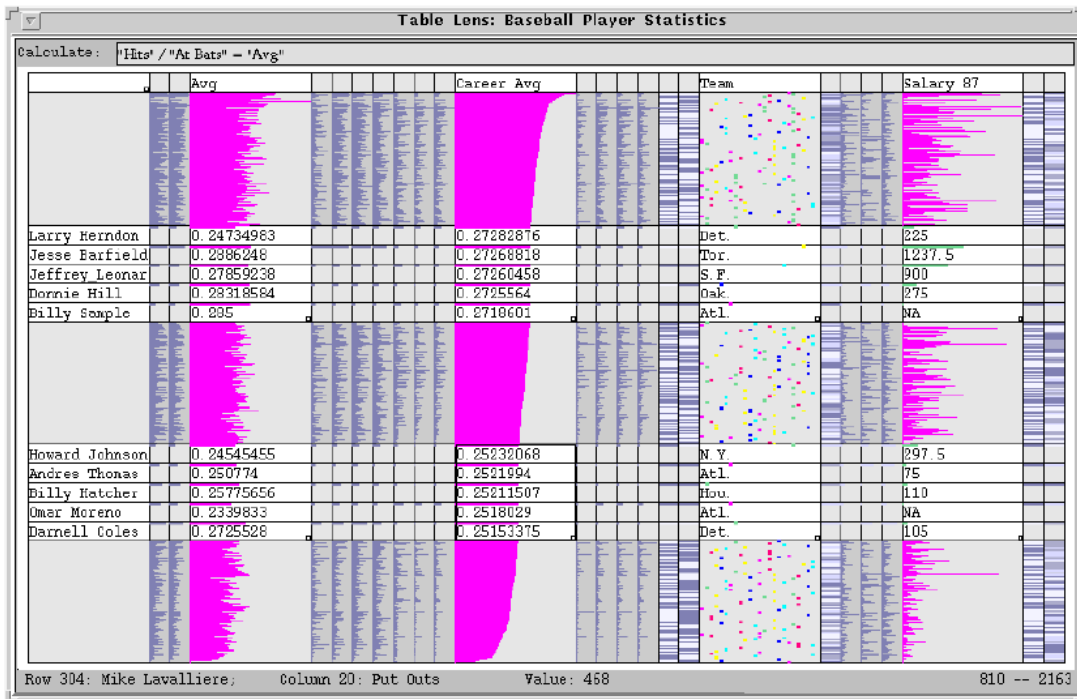 Table Lens: Baseball Player Statistics
Calculate: "Hits" / "At Bats" - "Avg"
Avg Career Avg Team Salary 87
Larry Herndon 0.24734983 0.27282876 Det. 225
Jesse Barfield 0.2886248 0.27268818 Tor. 1237.5
Jeffrey_Leonar 0.27859238 0.27260458 S.F. 900
Donnie Hill 0.28318584 0.2725564 Oak. 275
Billy Sample 0.285 0.2718601 Atl. NA
Howard Johnson 0.24545455 0.25232068 N.Y. 297.5
Andres Thomas 0.250774 0.2521994 Atl. 75
Billy Hatcher 0.25775656 0.25211507 Hou. 110
Omar Moreno 0.2339833 0.2518029 Atl. NA
Darnell Coles 0.2725528 0.25153375 Det. 105
Row 304: Mike Lavalliere; Column 20: Put Outs Value: 468 810 -- 2163